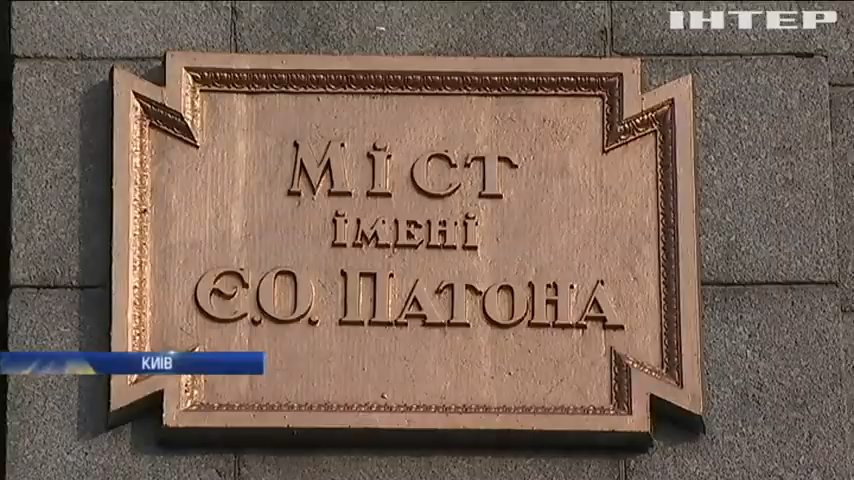 ІНТЕР
МІСТ
ІМЕНІ
Є.О. ПАТОНА
КИЇВ